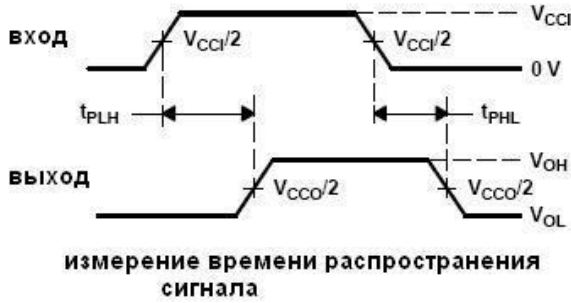 V_CCI
вход
V_CCI/2 V_CCI/2
0 V
t_PLH t_PHL
V_OH
выход
V_CCO/2 V_CCO/2
V_OL
измерение времени распространения
сигнала